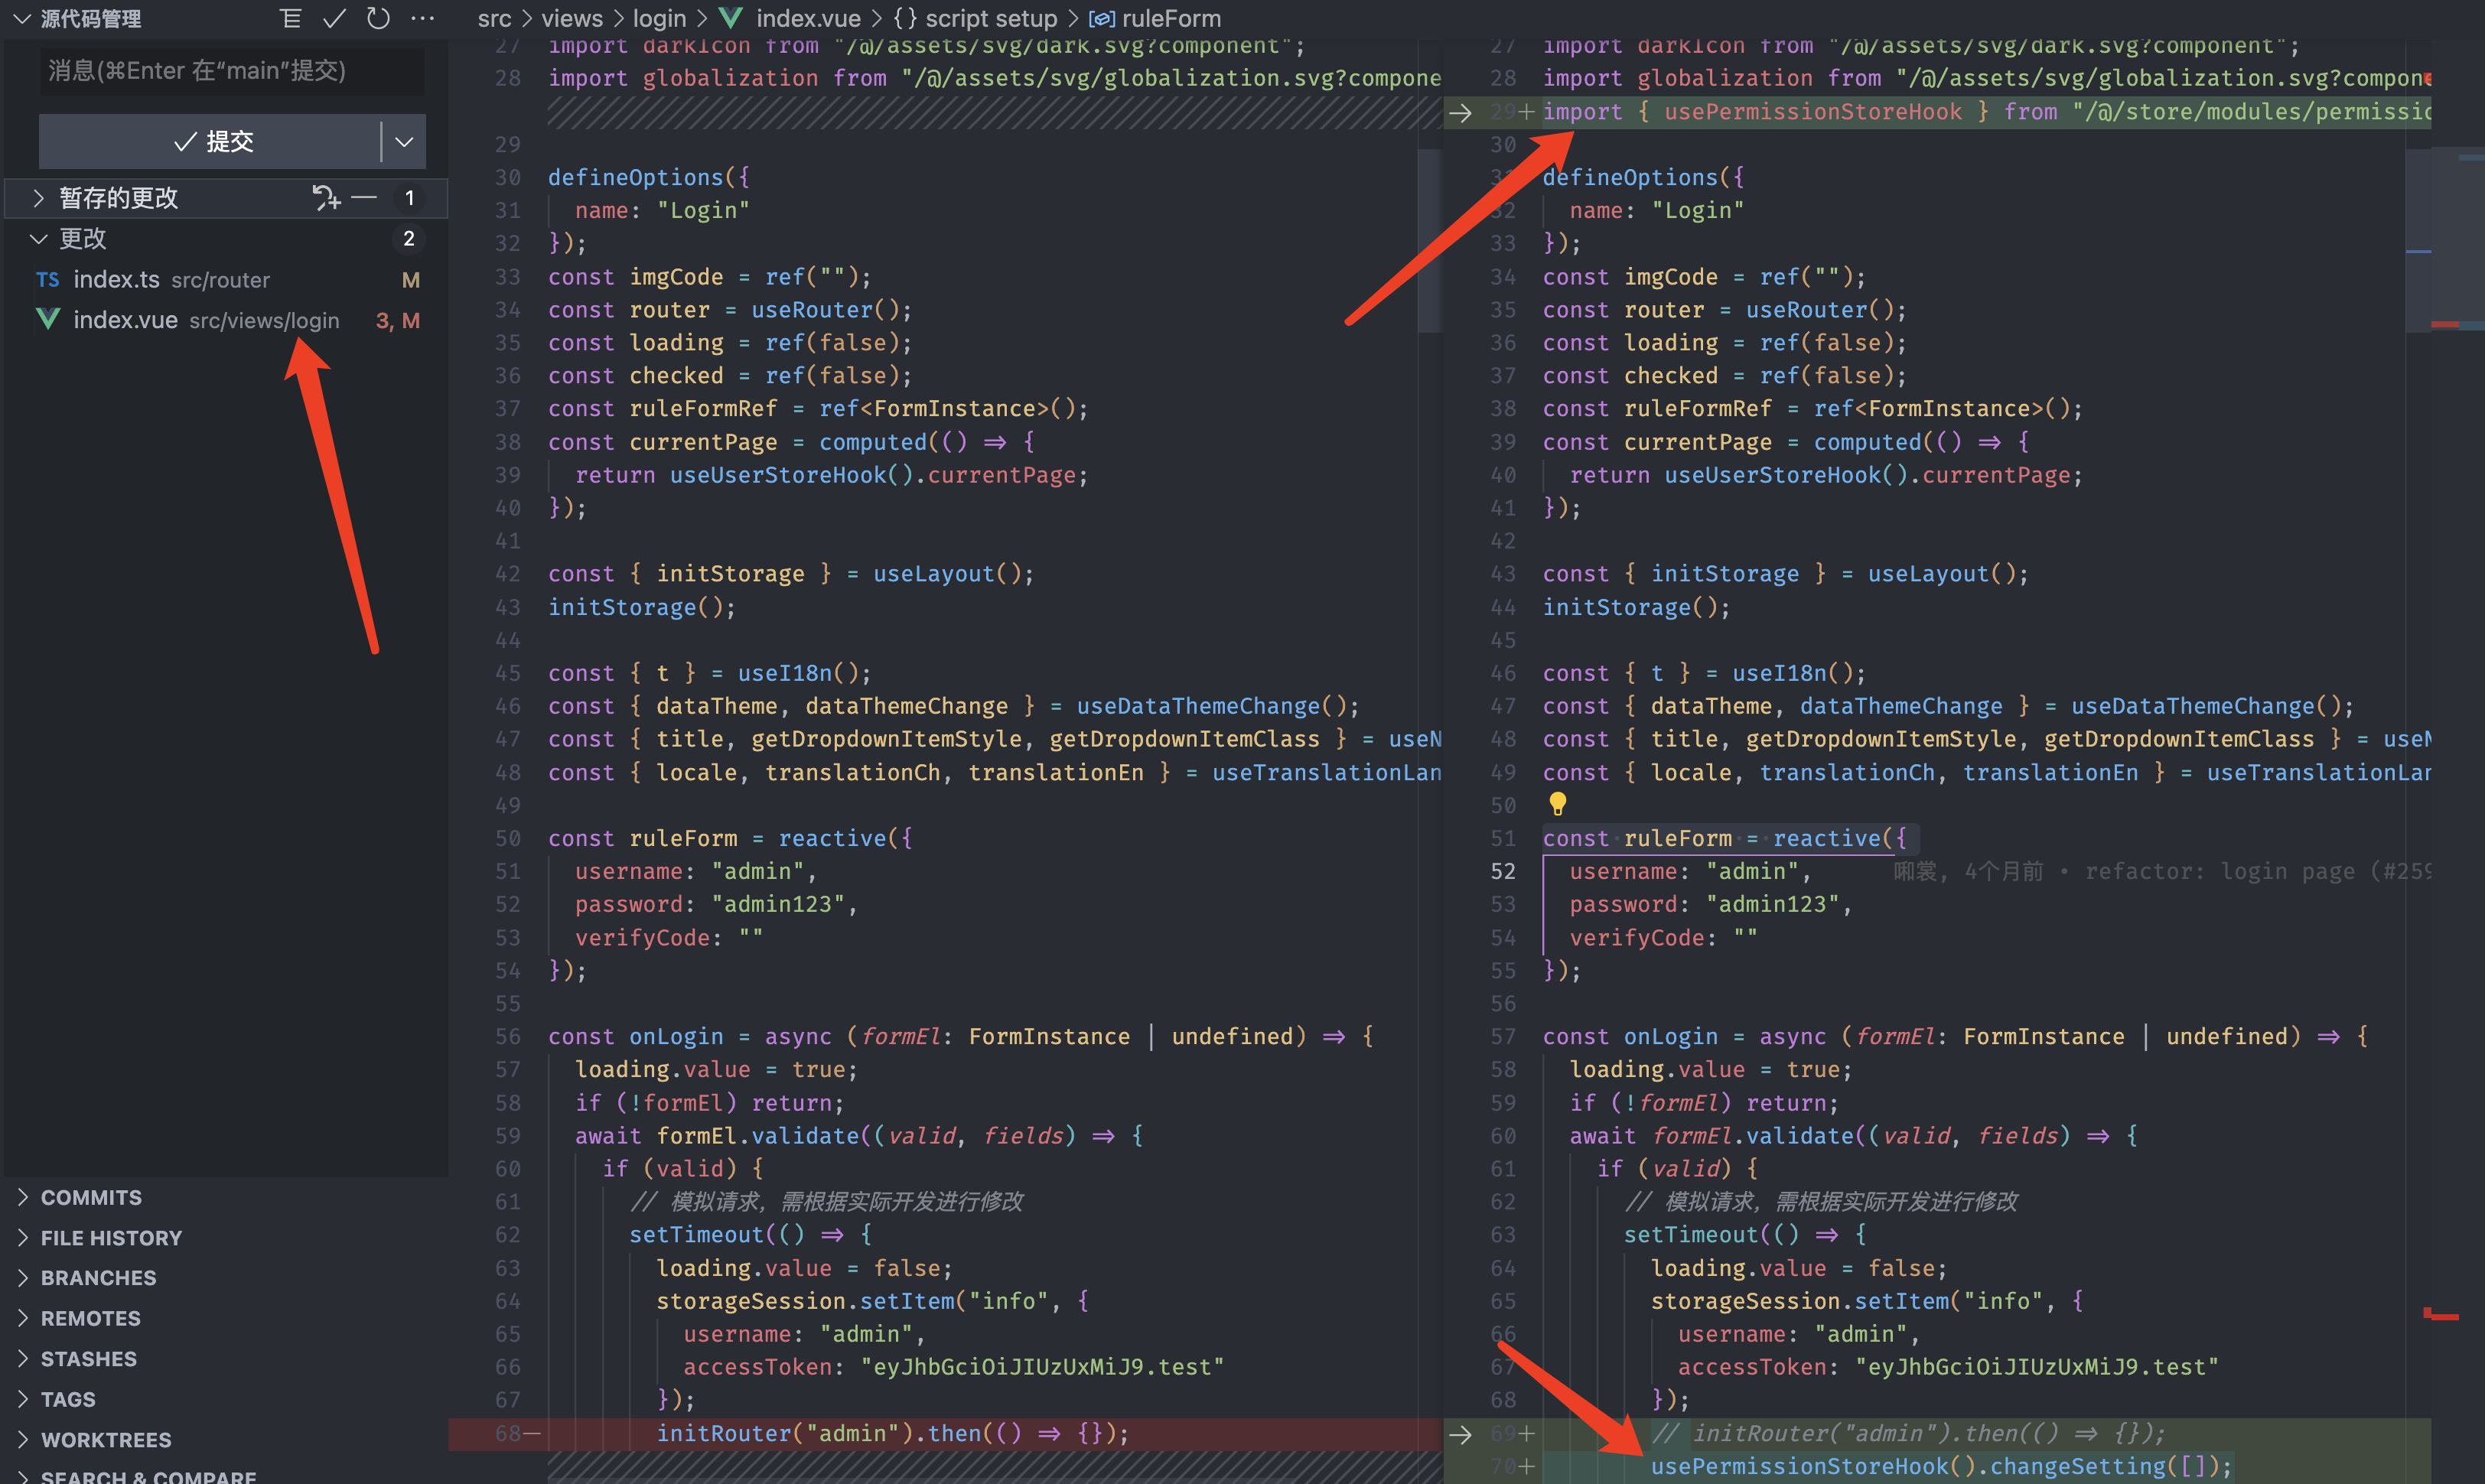 源代码管理
消息(⌘Enter 在“main”提交)
提交
暂存的更改 1
更改 2
TS index.ts src/router M
index.vue src/views/login 3, M
COMMITS
FILE HISTORY
BRANCHES
REMOTES
STASHES
TAGS
WORKTREES
SEARCH & COMPARE
src > views > login > index.vue > {} script setup > ruleForm
27 import darkIcon from "/@/assets/svg/dark.svg?component";
28 import globalization from "/@/assets/svg/globalization.svg?compone
29
30 defineOptions({
31 name: "Login"
32 });
33 const imgCode = ref("");
34 const router = useRouter();
35 const loading = ref(false);
36 const checked = ref(false);
37 const ruleFormRef = ref<FormInstance>();
38 const currentPage = computed(() => {
39 return useUserStoreHook().currentPage;
40 });
41
42 const { initStorage } = useLayout();
43 initStorage();
44
45 const { t } = useI18n();
46 const { dataTheme, dataThemeChange } = useDataThemeChange();
47 const { title, getDropdownItemStyle, getDropdownItemClass } = useN
48 const { locale, translationCh, translationEn } = useTranslationLan
49
50 const ruleForm = reactive({
51 username: "admin",
52 password: "admin123",
53 verifyCode: ""
54 });
55
56 const onLogin = async (formEl: FormInstance | undefined) => {
57 loading.value = true;
58 if (!formEl) return;
59 await formEl.validate((valid, fields) => {
60 if (valid) {
61 // 模拟请求，需根据实际开发进行修改
62 setTimeout(() => {
63 loading.value = false;
64 storageSession.setItem("info", {
65 username: "admin",
66 accessToken: "eyJhbGciOiJIUzUxMiJ9.test"
67 });
68— initRouter("admin").then(() => {});
27 import darkIcon from "/@/assets/svg/dark.svg?component";
28 import globalization from "/@/assets/svg/globalization.svg?compone
29+ import { usePermissionStoreHook } from "/@/store/modules/permissio
30
31 defineOptions({
32 name: "Login"
33 });
34 const imgCode = ref("");
35 const router = useRouter();
36 const loading = ref(false);
37 const checked = ref(false);
38 const ruleFormRef = ref<FormInstance>();
39 const currentPage = computed(() => {
40 return useUserStoreHook().currentPage;
41 });
42
43 const { initStorage } = useLayout();
44 initStorage();
45
46 const { t } = useI18n();
47 const { dataTheme, dataThemeChange } = useDataThemeChange();
48 const { title, getDropdownItemStyle, getDropdownItemClass } = useN
49 const { locale, translationCh, translationEn } = useTranslationLan
50
51 const ruleForm = reactive({
52 username: "admin", 4个月前 • refactor: login page (#259
53 password: "admin123",
54 verifyCode: ""
55 });
56
57 const onLogin = async (formEl: FormInstance | undefined) => {
58 loading.value = true;
59 if (!formEl) return;
60 await formEl.validate((valid, fields) => {
61 if (valid) {
62 // 模拟请求，需根据实际开发进行修改
63 setTimeout(() => {
64 loading.value = false;
65 storageSession.setItem("info", {
66 username: "admin",
67 accessToken: "eyJhbGciOiJIUzUxMiJ9.test"
68 });
69+ // initRouter("admin").then(() => {});
70+ usePermissionStoreHook().changeSetting([]);